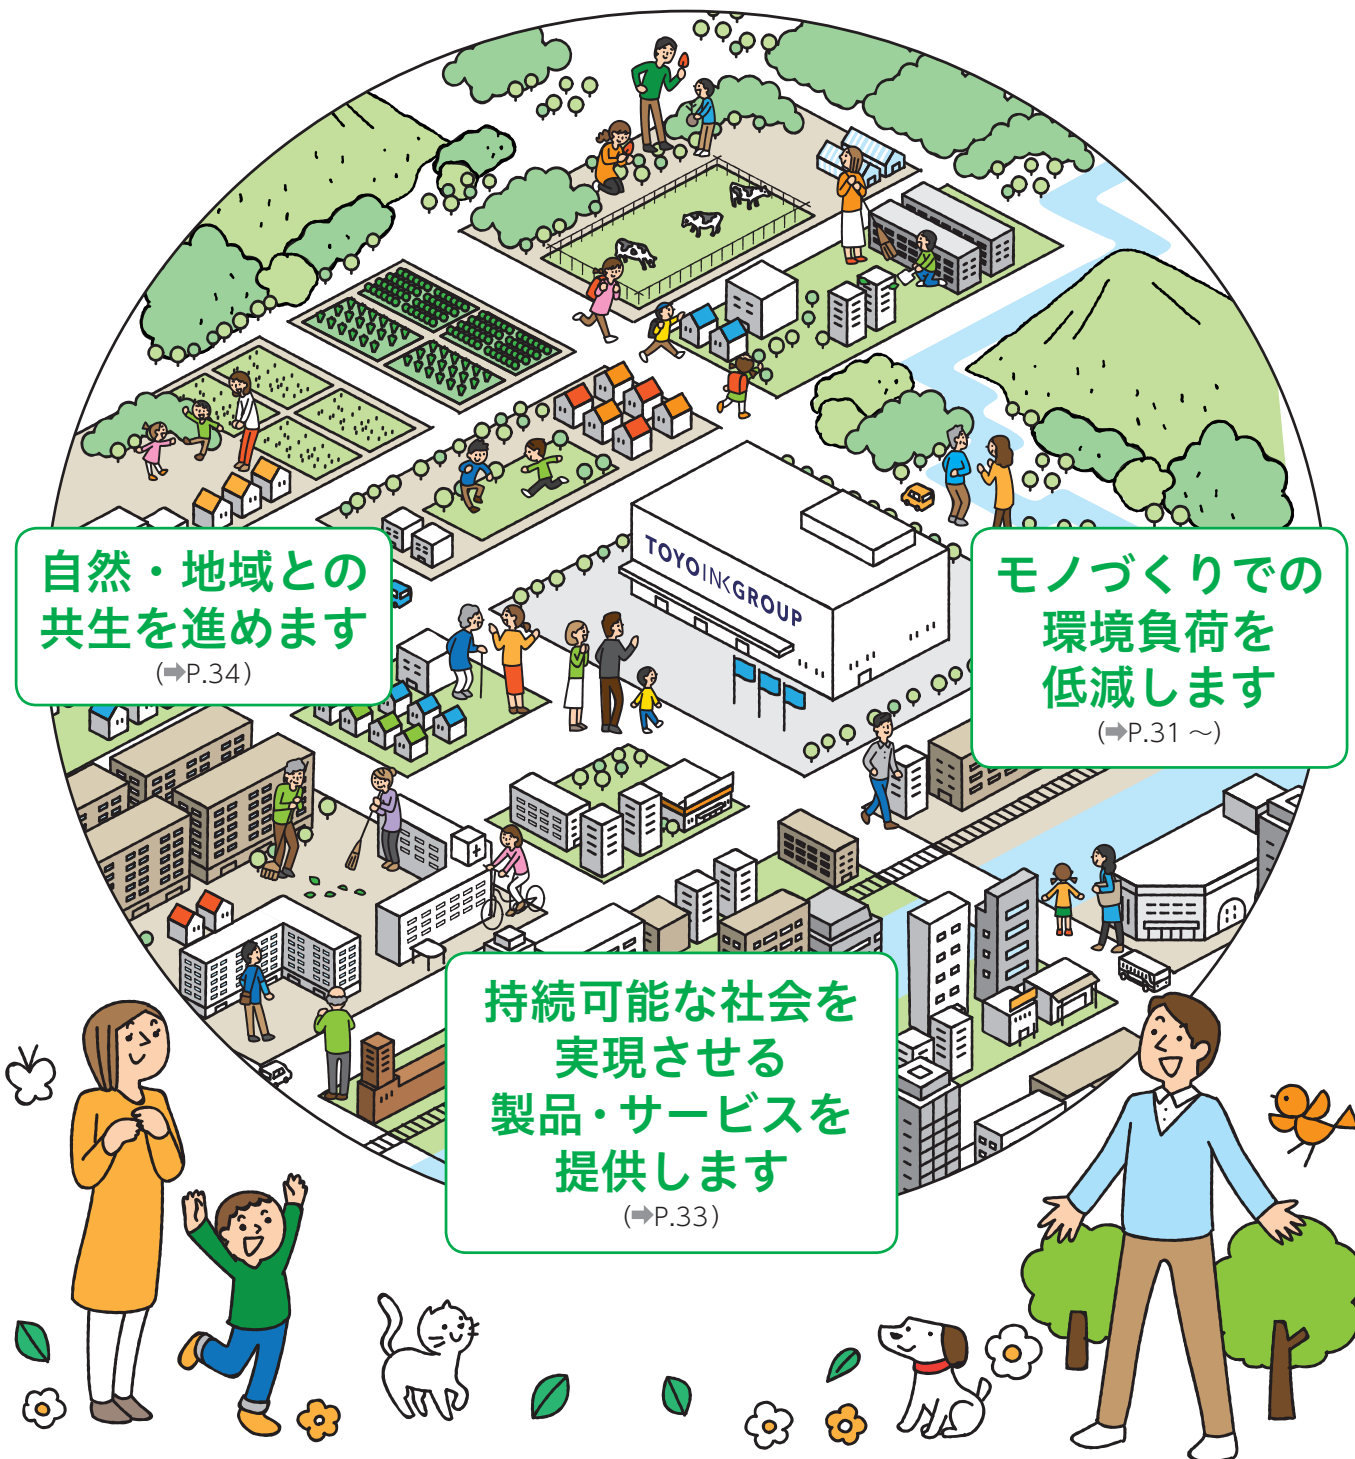 TOYOINKGROUP
自然・地域との
共生を進めます
(➡P.34)
モノづくりでの
環境負荷を
低減します
(➡P.31 ～)
持続可能な社会を
実現させる
製品・サービスを
提供します
(➡P.33)